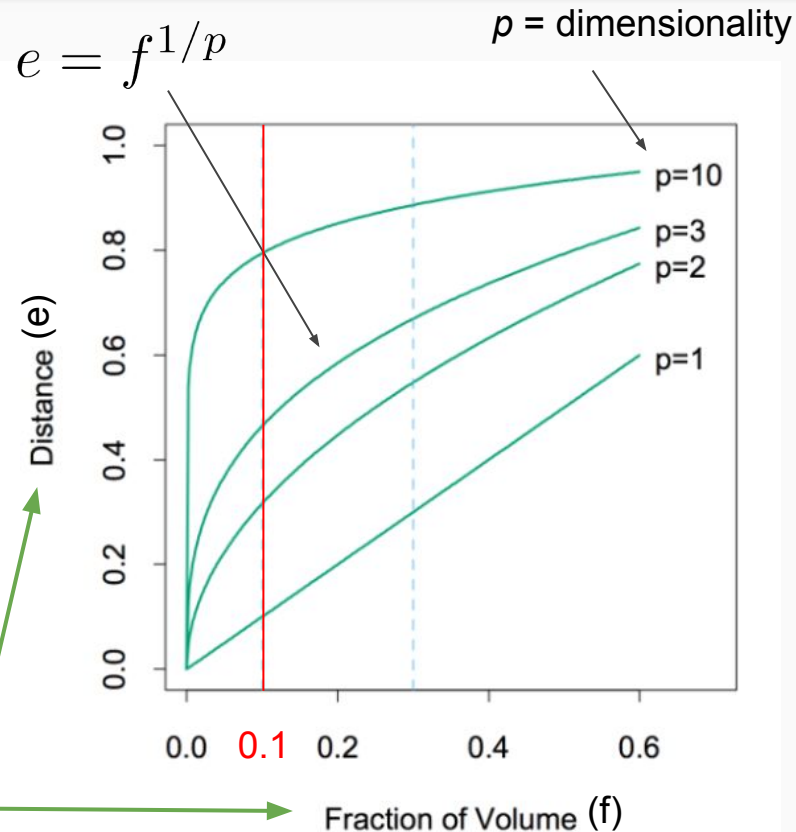 e = f^{1/p}
p = dimensionality
1.0
0.8
0.6
0.4
0.2
0.0
Distance (e)
p=10
p=3
p=2
p=1
0.0 0.1 0.2 0.4 0.6
Fraction of Volume (f)